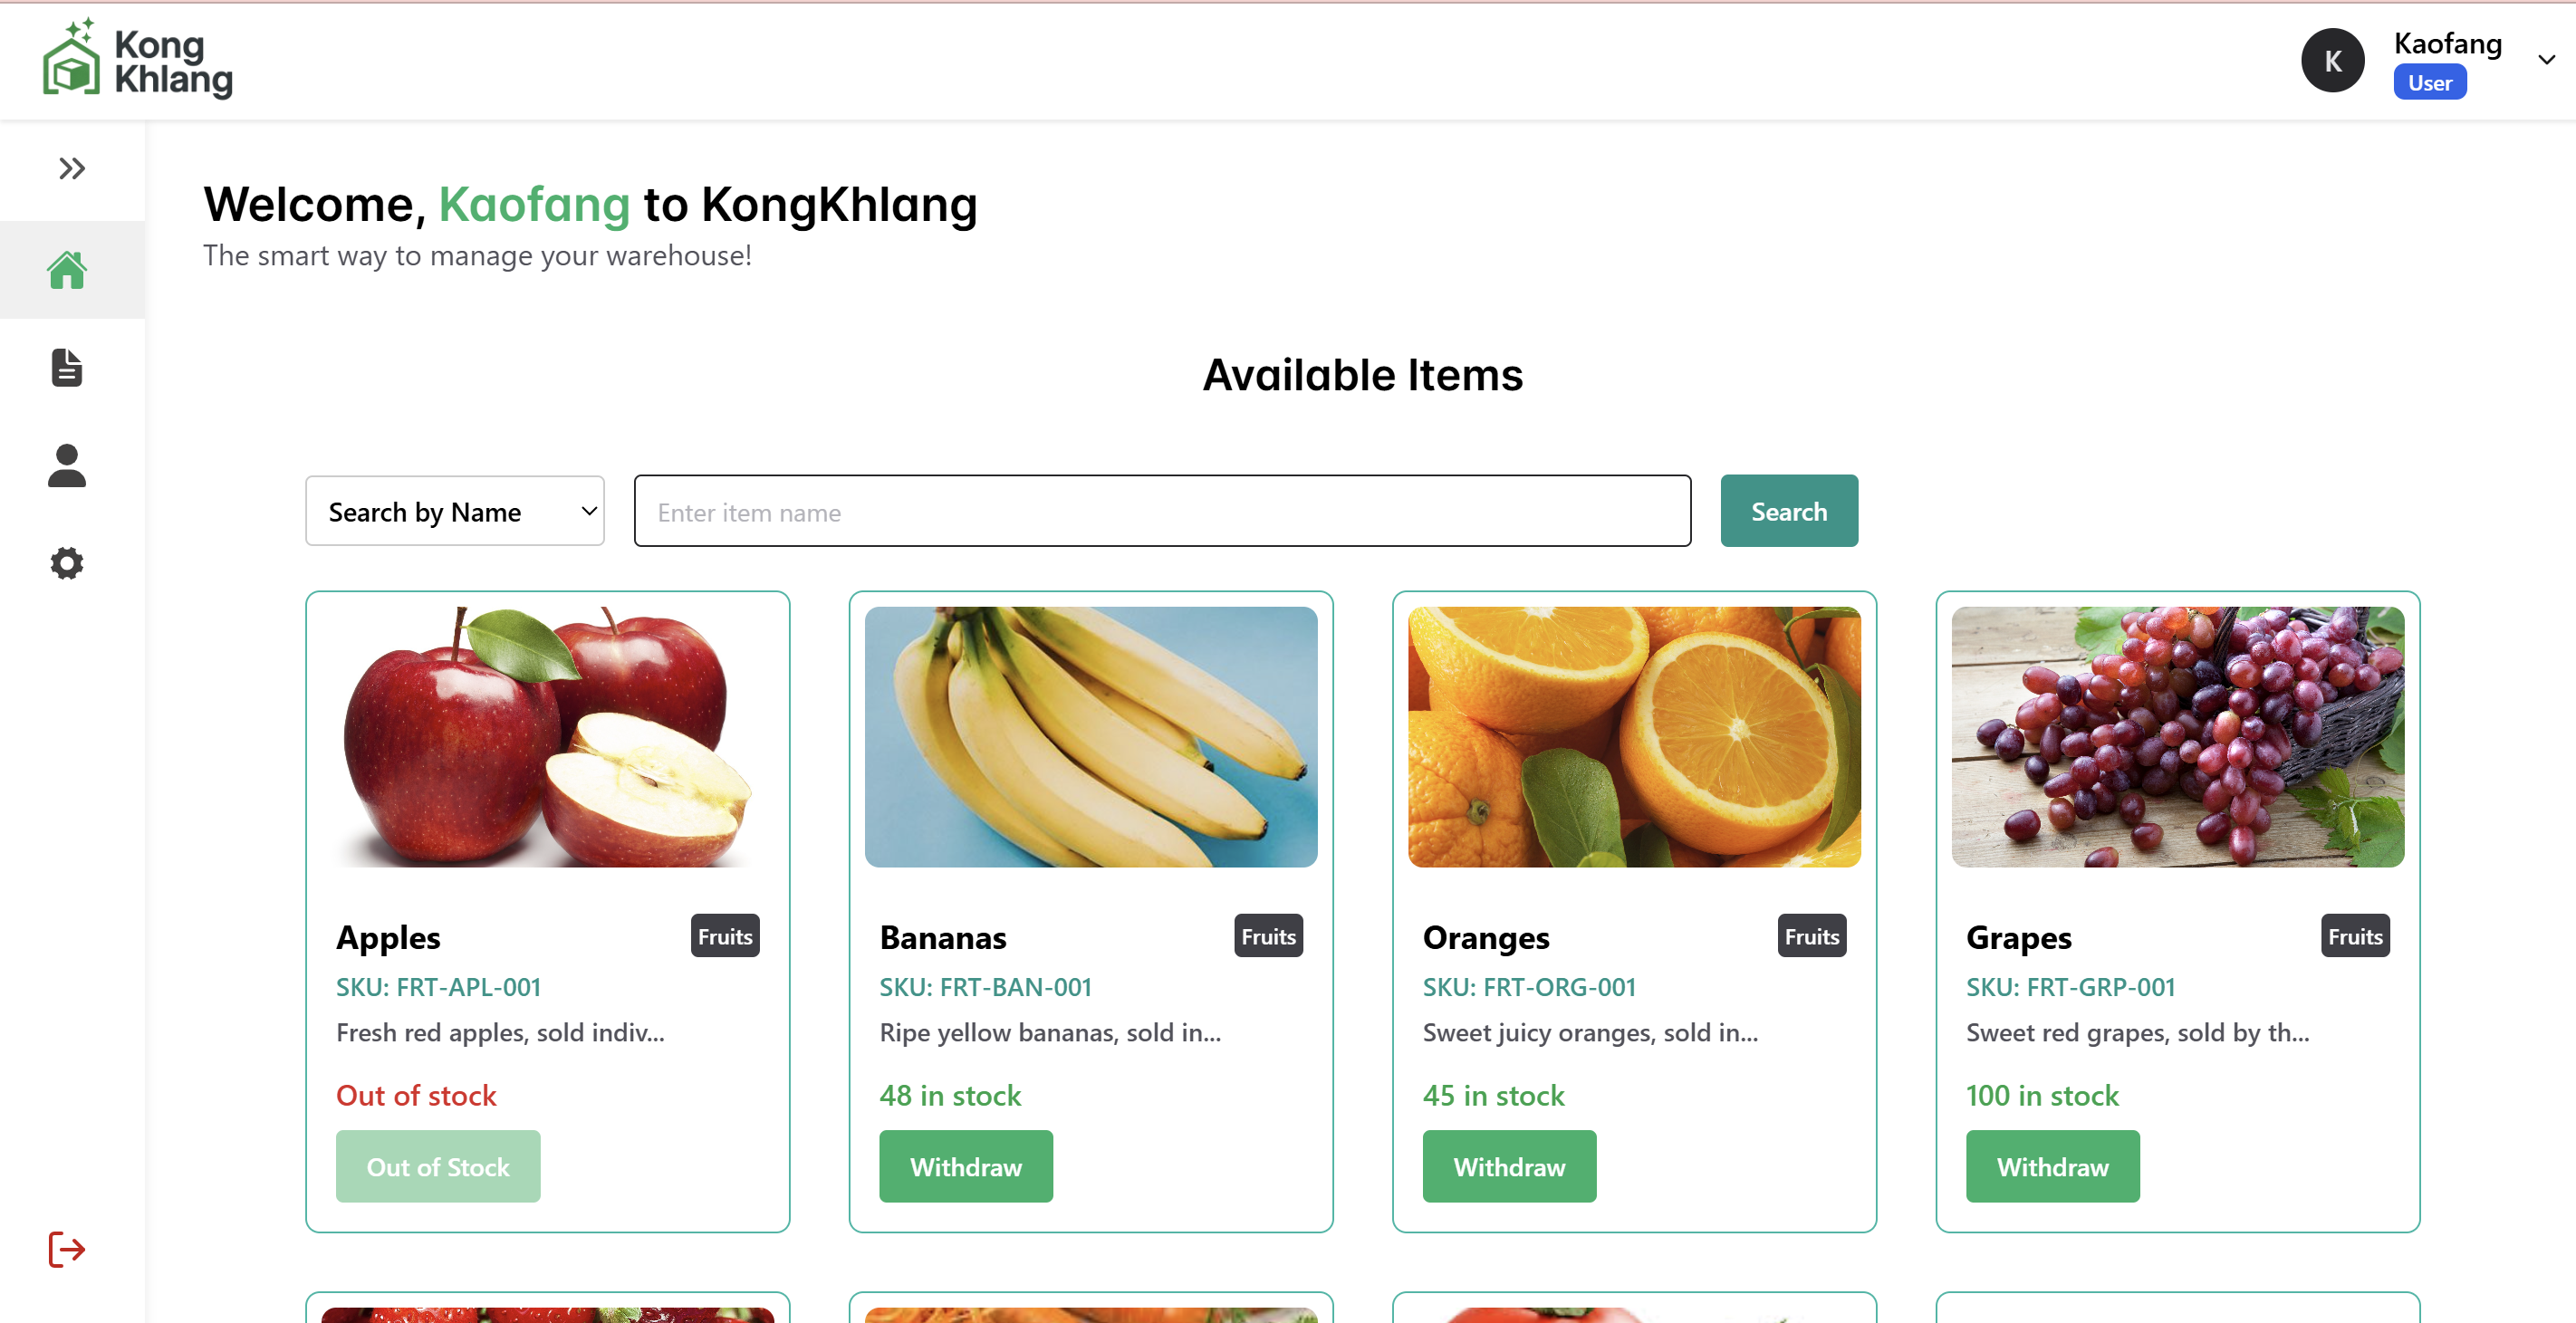 Kong
Khlang
K
Kaofang
User
Welcome, Kaofang to KongKhlang
The smart way to manage your warehouse!
Available Items
Search by Name
Enter item name
Search
Apples
Fruits
SKU: FRT-APL-001
Fresh red apples, sold indiv...
Out of stock
Out of Stock
Bananas
Fruits
SKU: FRT-BAN-001
Ripe yellow bananas, sold in...
48 in stock
Withdraw
Oranges
Fruits
SKU: FRT-ORG-001
Sweet juicy oranges, sold in...
45 in stock
Withdraw
Grapes
Fruits
SKU: FRT-GRP-001
Sweet red grapes, sold by th...
100 in stock
Withdraw